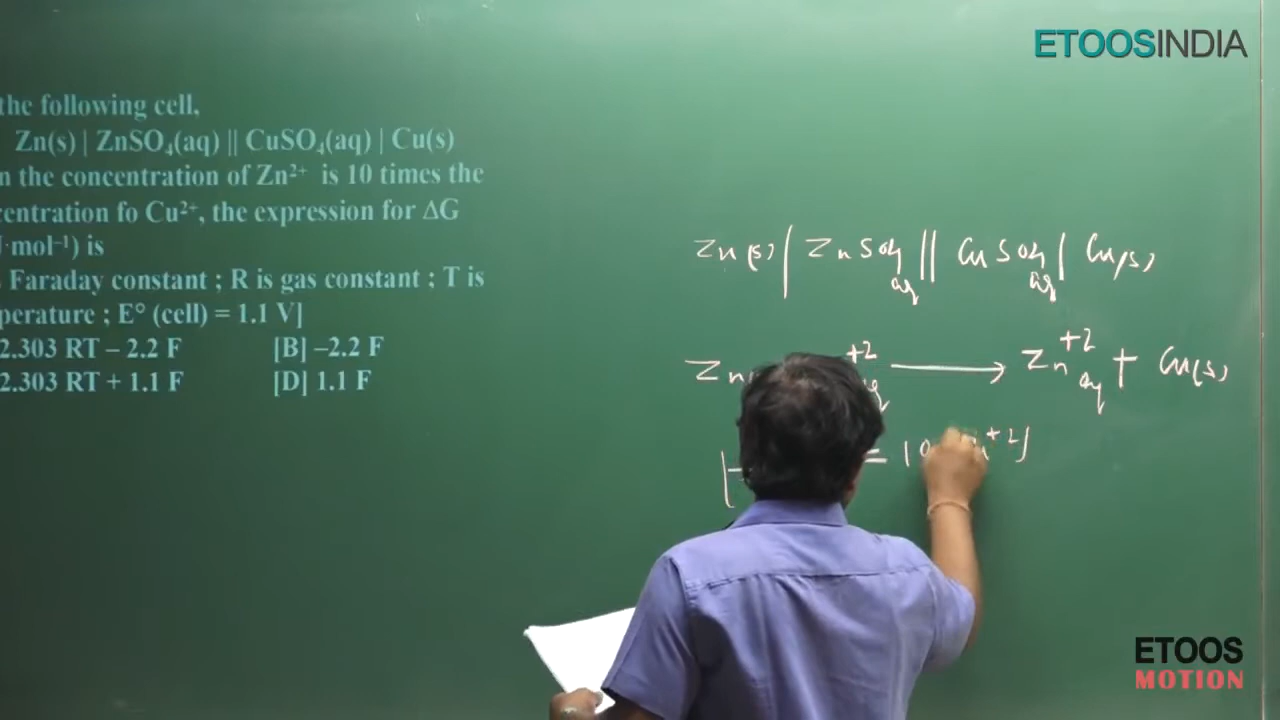 ETOOSINDIA
the following cell,
Zn(s) | ZnSO₄(aq) || CuSO₄(aq) | Cu(s)
n the concentration of Zn²⁺ is 10 times the
centration fo Cu²⁺, the expression for ΔG
J·mol⁻¹) is
Faraday constant ; R is gas constant ; T is
perature ; E° (cell) = 1.1 V]
2.303 RT – 2.2 F [B] –2.2 F
2.303 RT + 1.1 F [D] 1.1 F
Zn(s) | ZnSO4 aq || CuSO4 aq | Cu(s)
Zn +2 aq ⟶ Zn+2 aq + Cu(s)
= 10 +2]
ETOOS
MOTION